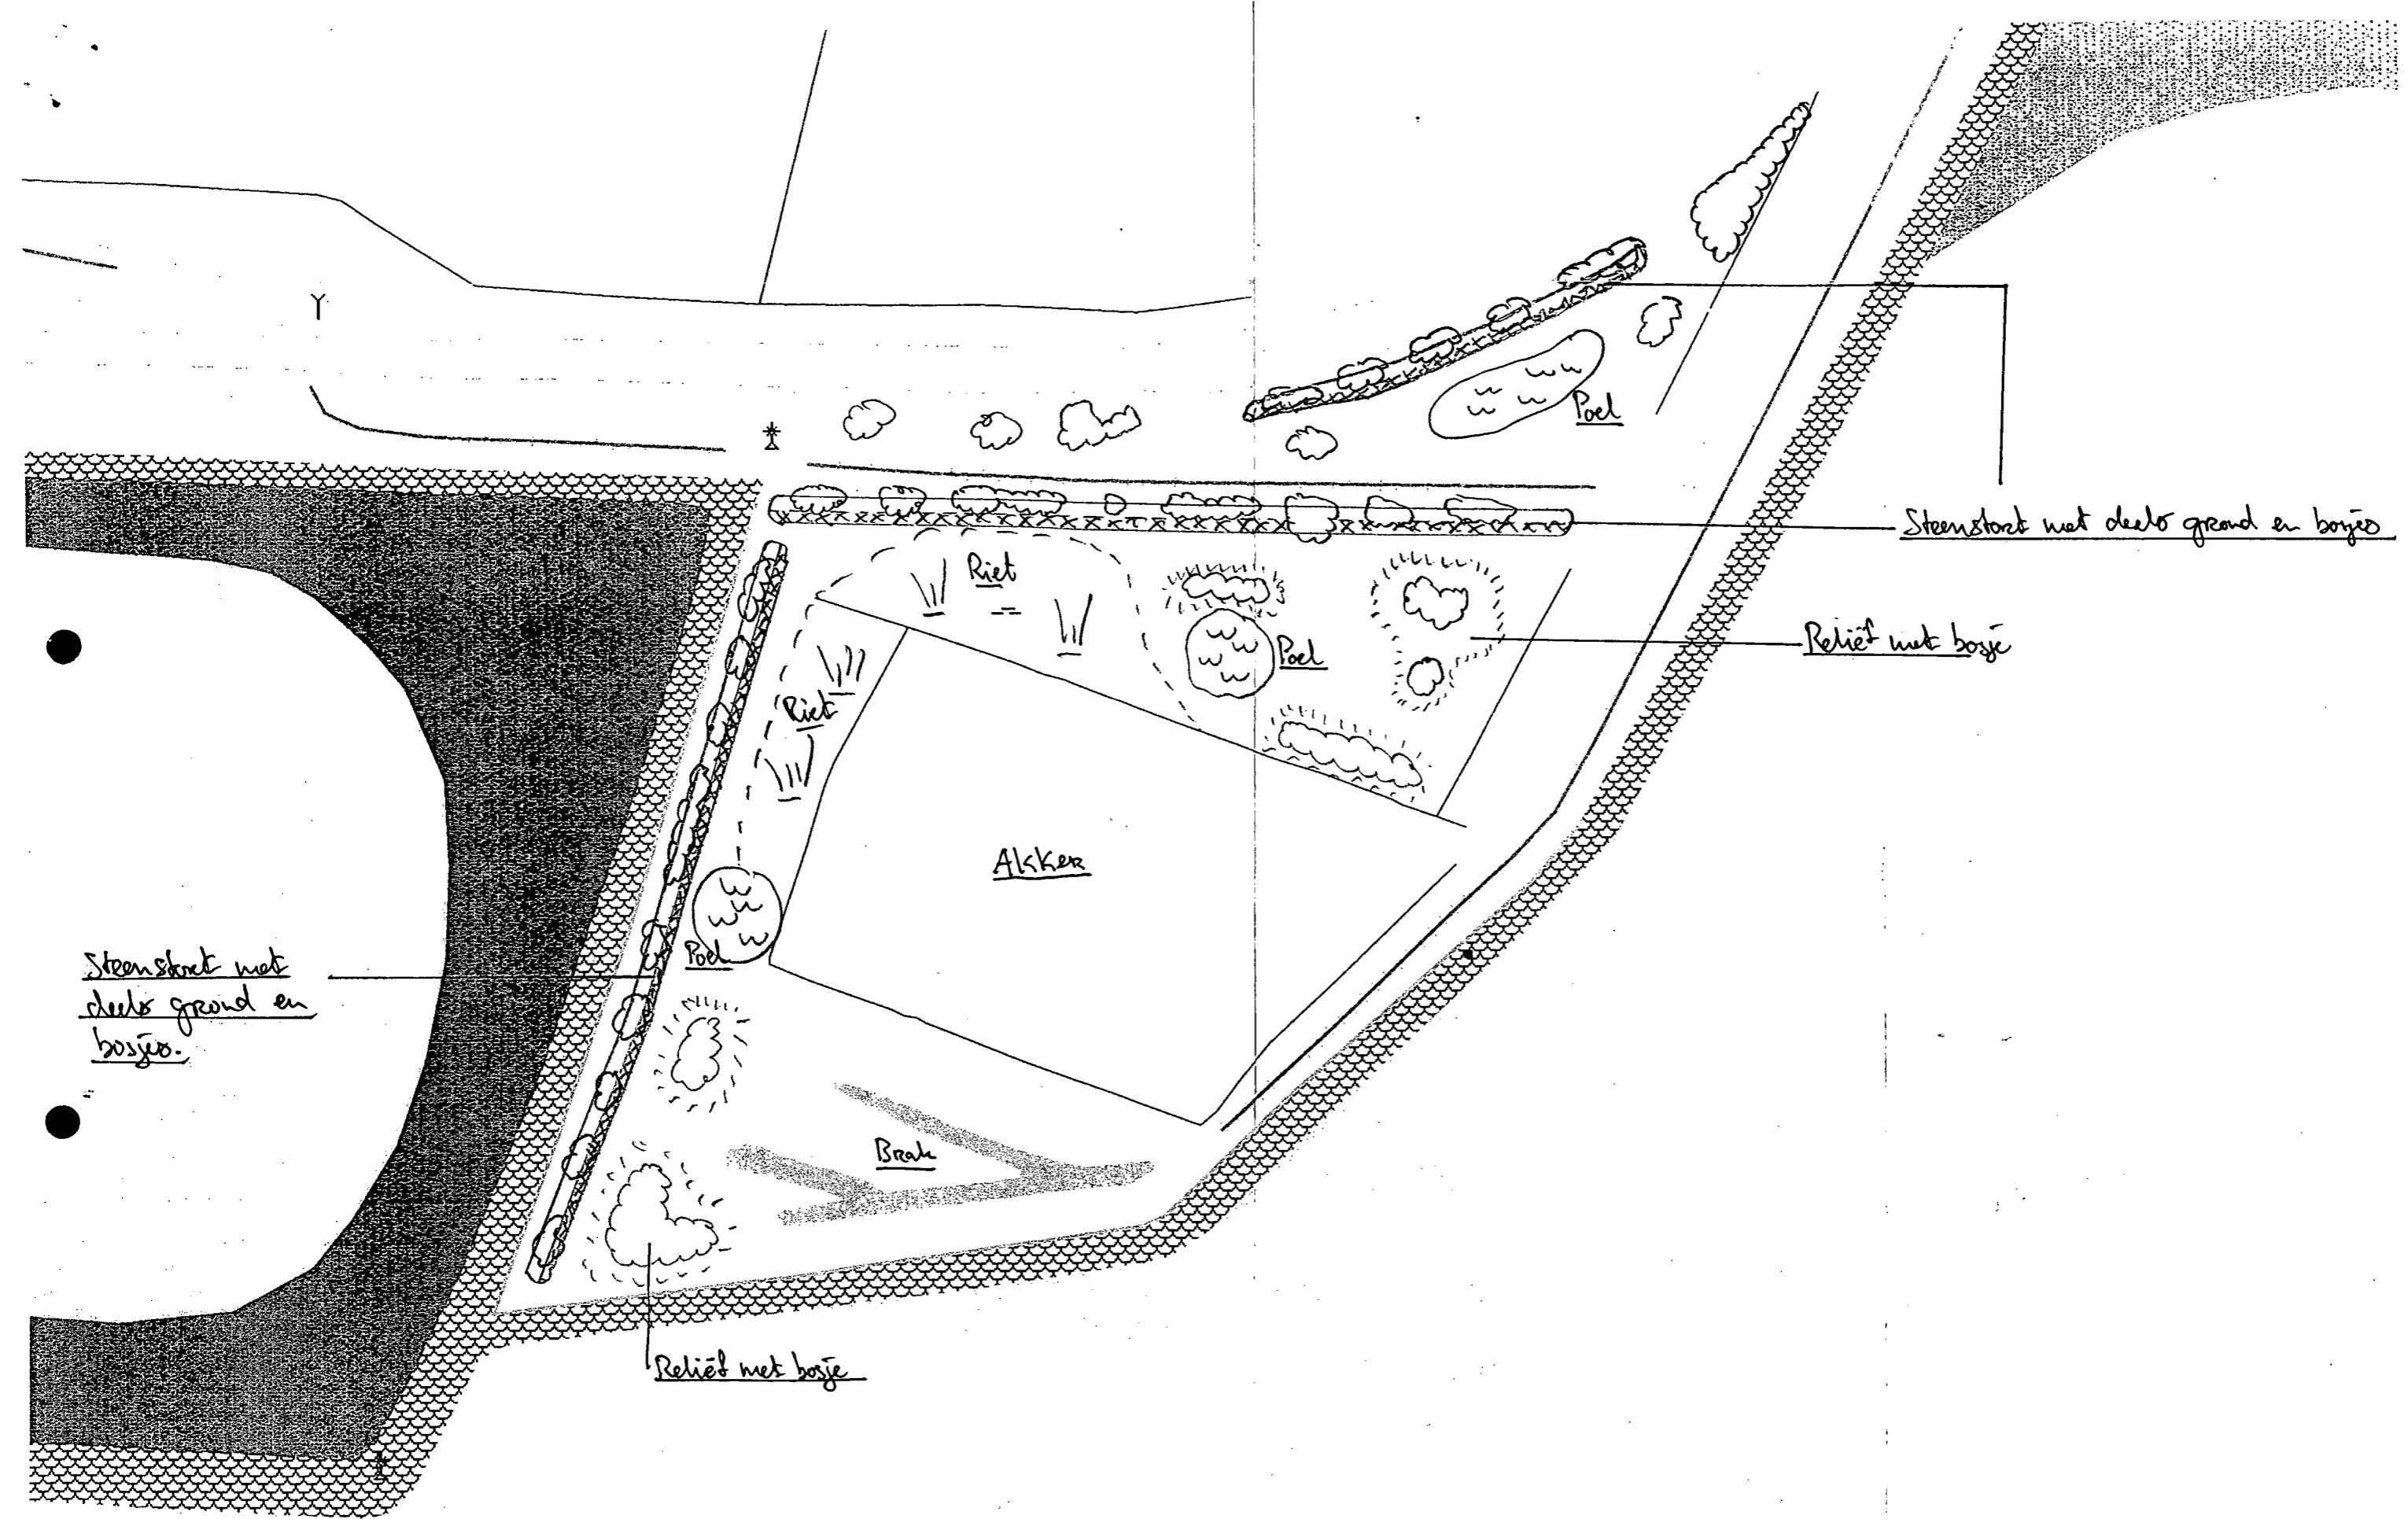 Poel
Steenstort met deels grond en bosjes
Riet
Poel
Reliëf met bosje
Riet
Akker
Poel
Steenstort met
deels grond en
bosjes.
Brak
Reliëf met bosje